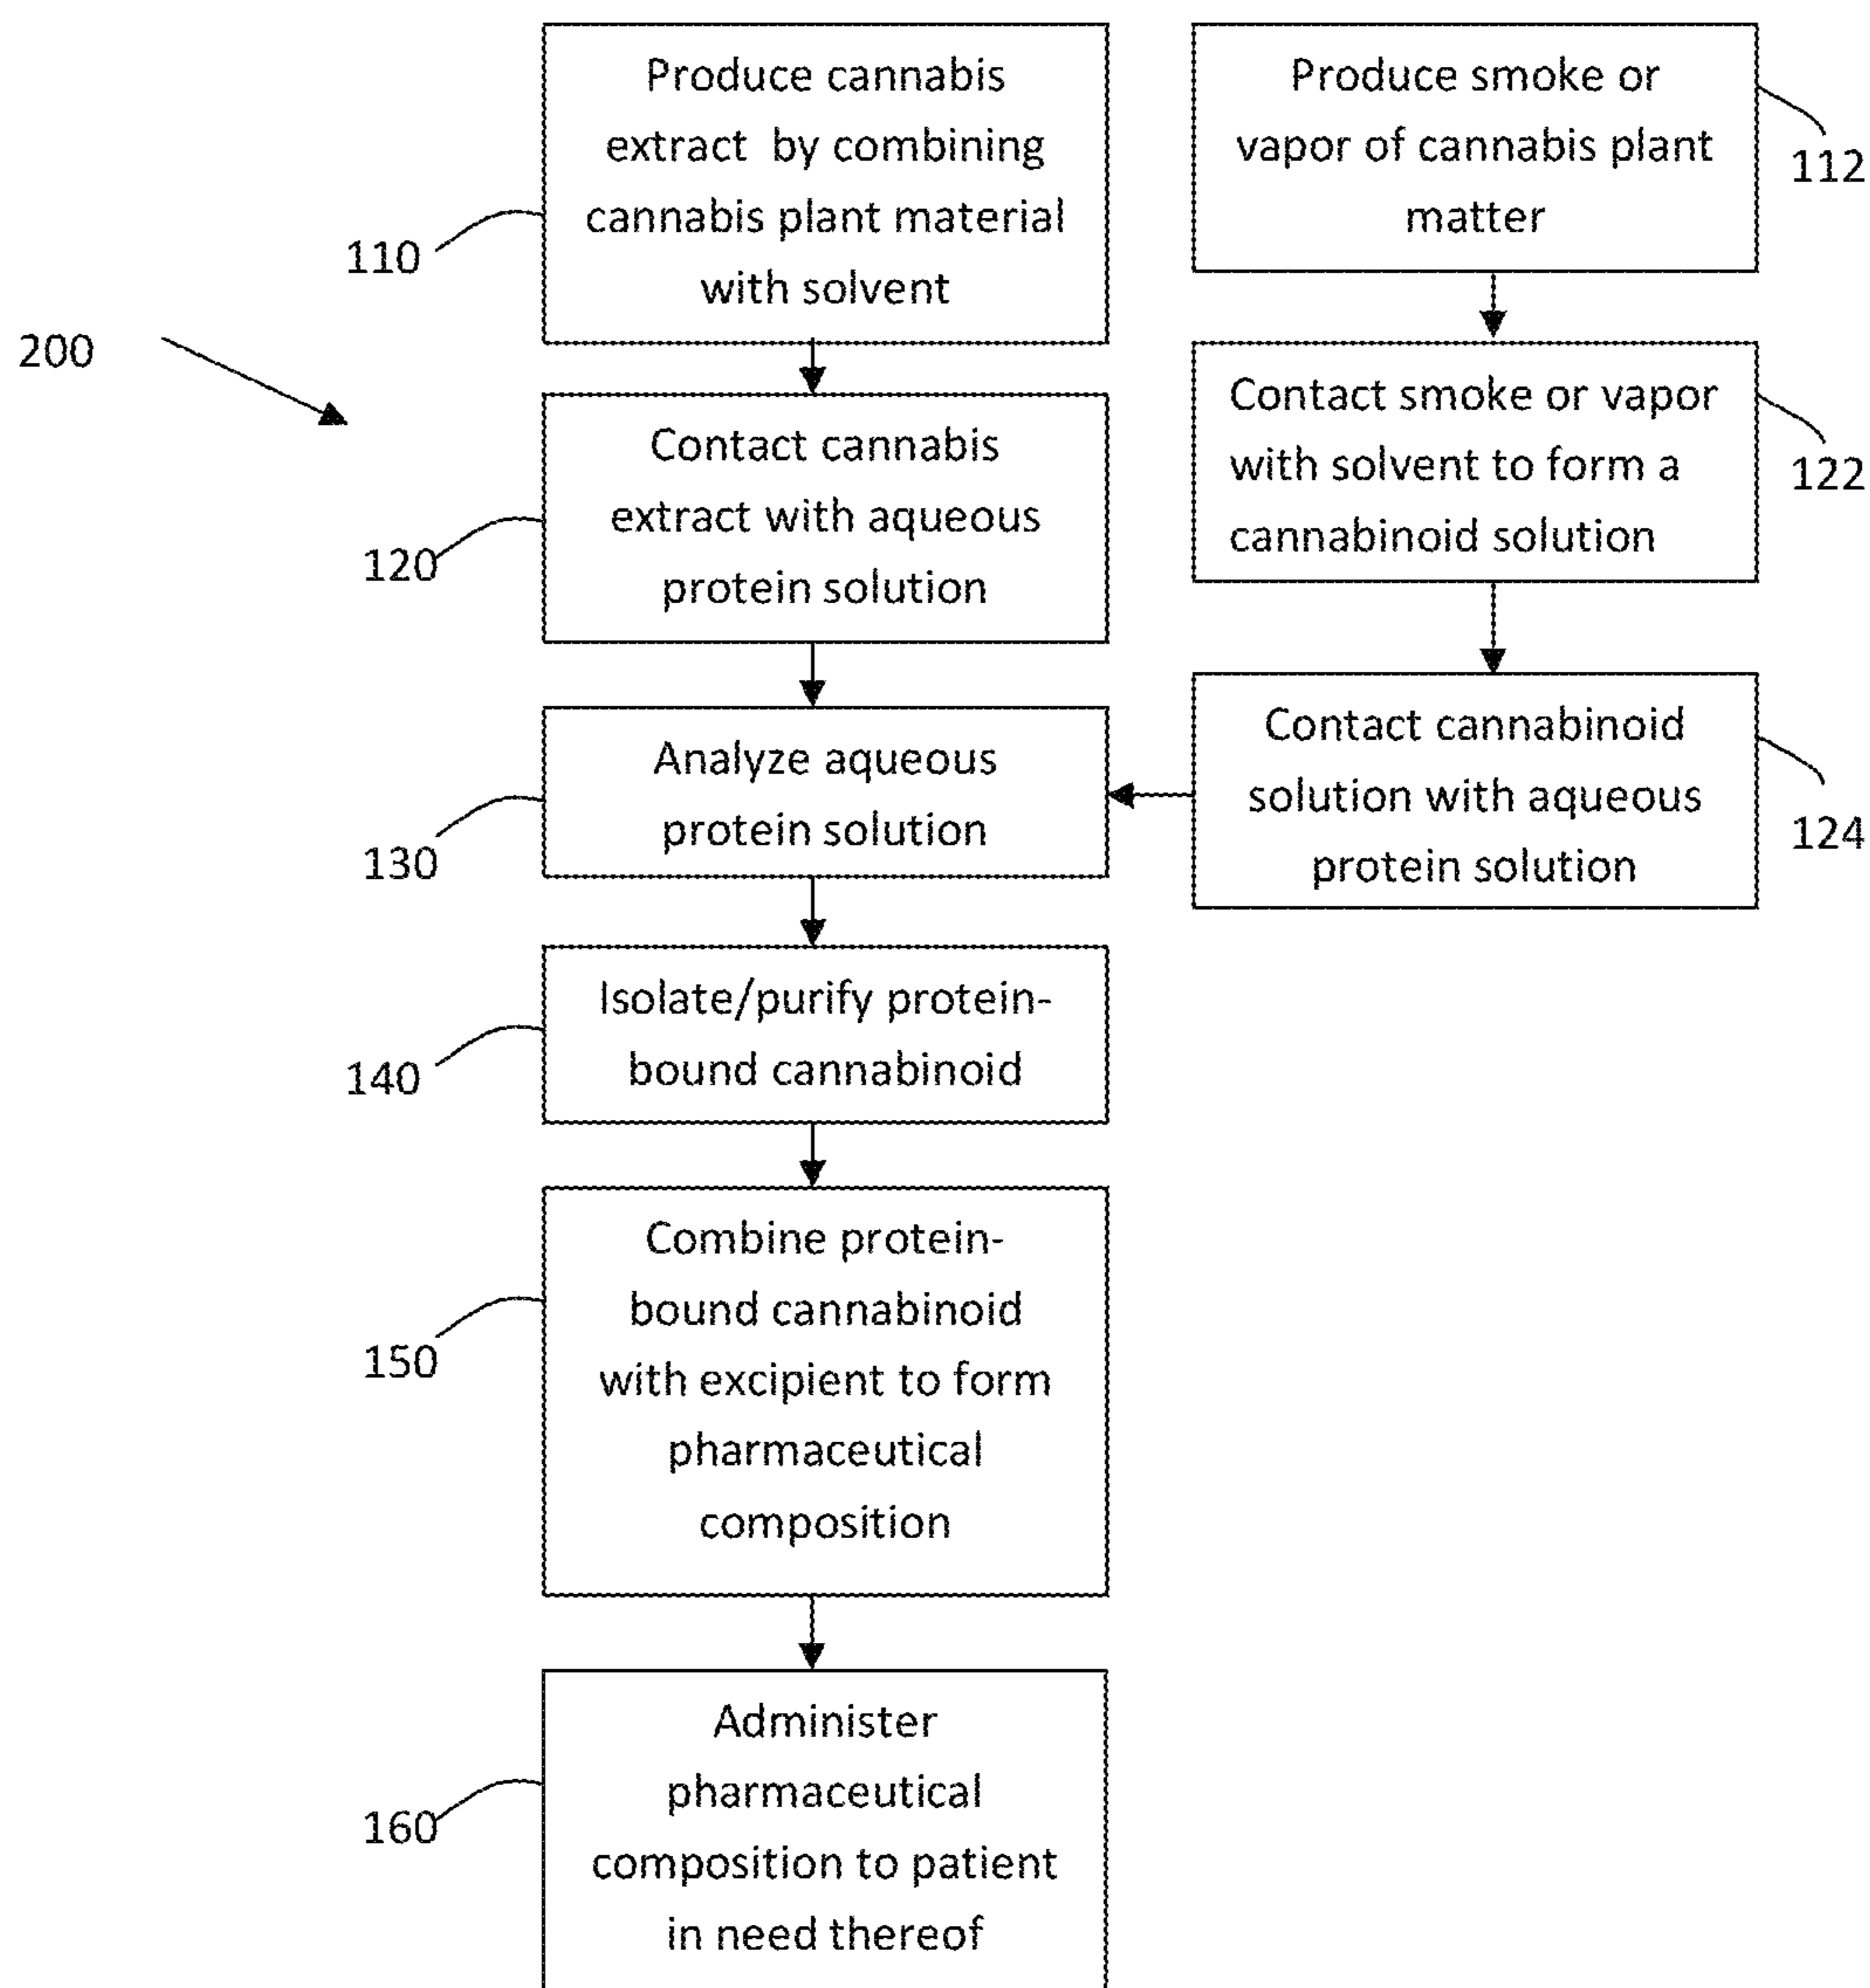 Produce cannabis
extract by combining
cannabis plant material
with solvent
110
Produce smoke or
vapor of cannabis plant
matter
112
200
Contact cannabis
extract with aqueous
protein solution
120
Contact smoke or vapor
with solvent to form a
cannabinoid solution
122
Analyze aqueous
protein solution
130
Contact cannabinoid
solution with aqueous
protein solution
124
Isolate/purify protein-
bound cannabinoid
140
Combine protein-
bound cannabinoid
with excipient to form
pharmaceutical
composition
150
Administer
pharmaceutical
composition to patient
in need thereof
160